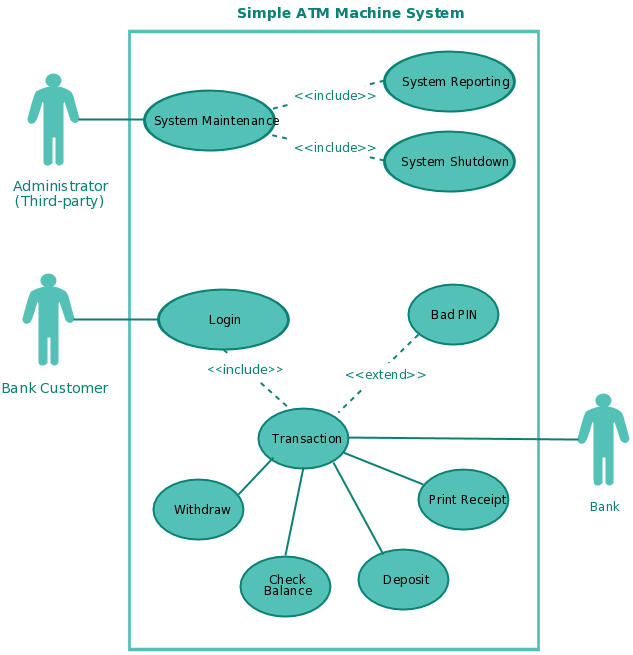 Simple ATM Machine System
System Reporting
<<include>>
System Maintenance
<<include>>
System Shutdown
Administrator
(Third-party)
Login
Bad PIN
<<include>>
<<extend>>
Bank Customer
Transaction
Print Receipt
Bank
Withdraw
Check
Balance
Deposit